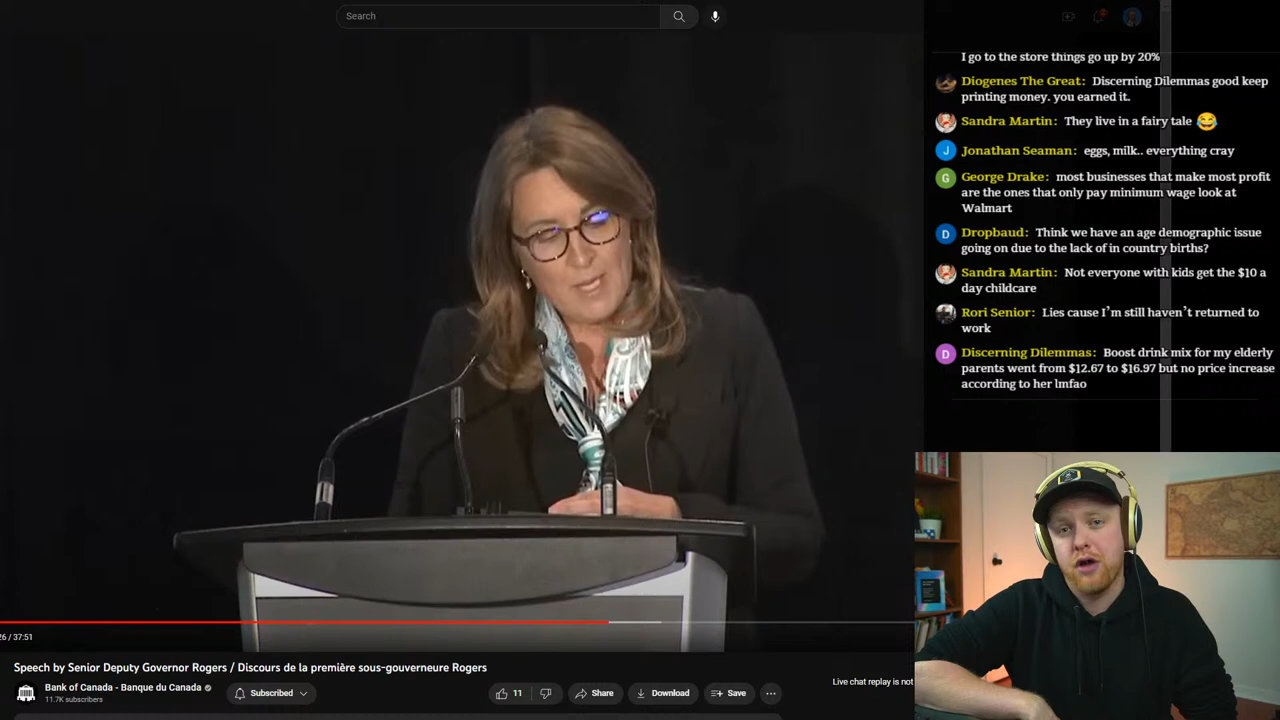 Search
I go to the store things go up by 20%
Diogenes The Great: Discerning Dilemmas good keep
printing money. you earned it.
Sandra Martin: They live in a fairy tale 😂
J
Jonathan Seaman: eggs, milk.. everything cray
G
George Drake: most businesses that make most profit
are the ones that only pay minimum wage look at
Walmart
D
Dropbaud: Think we have an age demographic issue
going on due to the lack of in country births?
Sandra Martin: Not everyone with kids get the $10 a
day childcare
Rori Senior: Lies cause I'm still haven't returned to
work
D
Discerning Dilemmas: Boost drink mix for my elderly
parents went from $12.67 to $16.97 but no price increase
according to her lmfao
26 / 37:51
Speech by Senior Deputy Governor Rogers / Discours de la première sous-gouverneure Rogers
Bank of Canada - Banque du Canada
11.7K subscribers
Subscribed
11
Share
Download
Save
Live chat replay is not